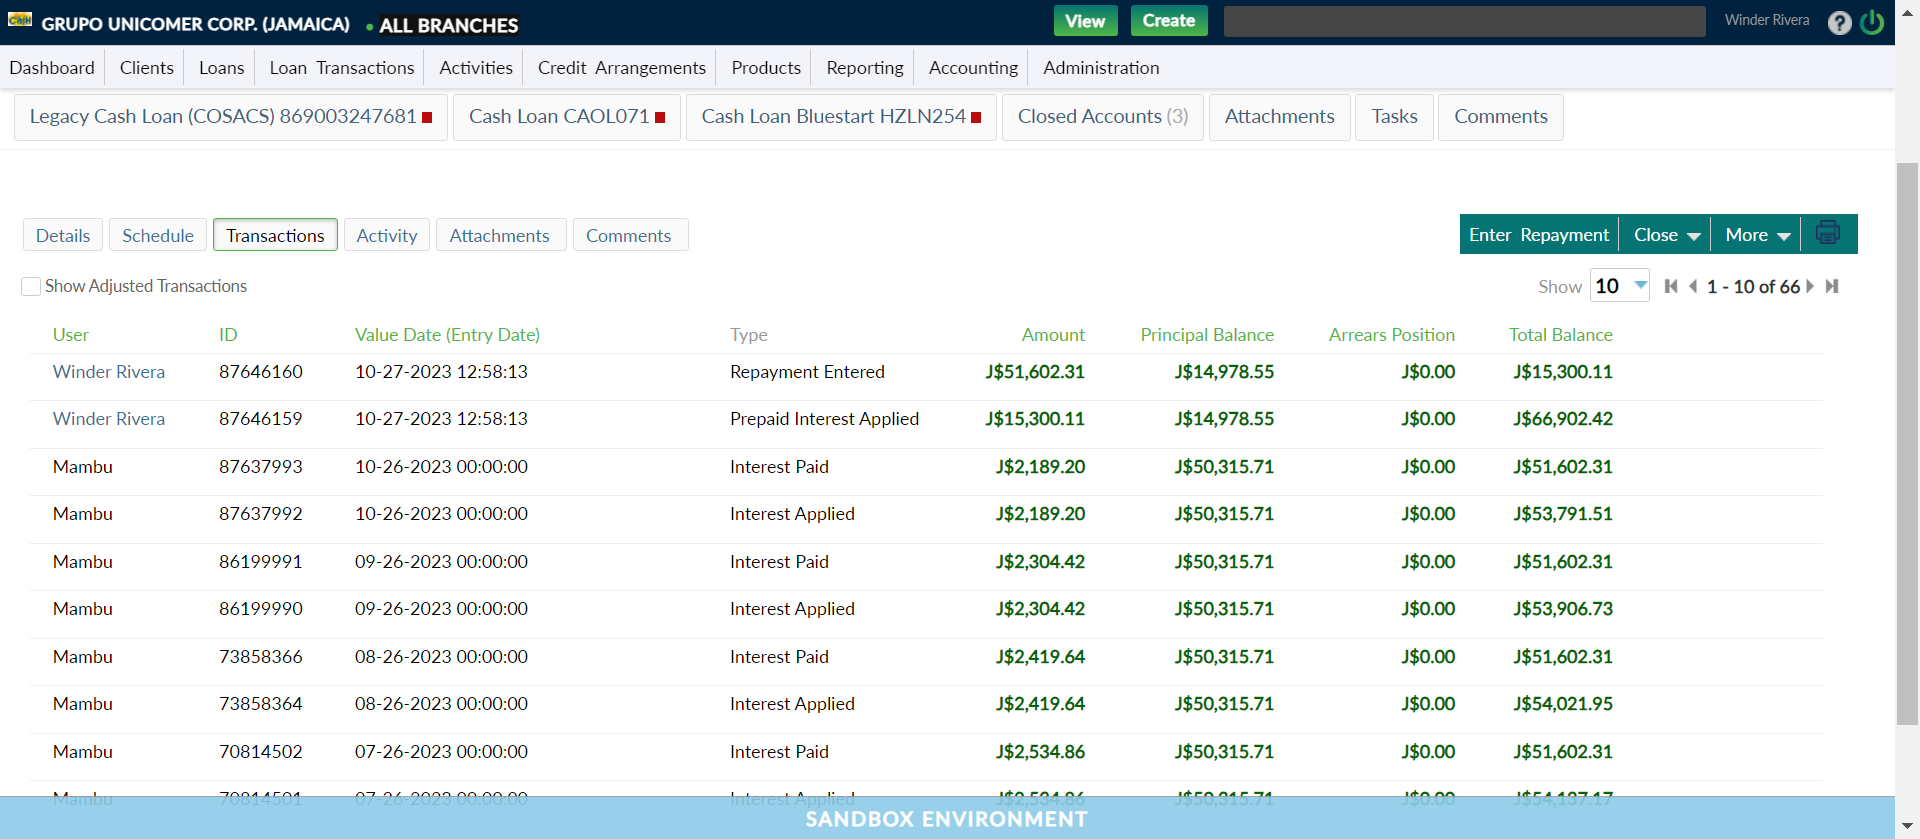 Cash GRUPO UNICOMER CORP. (JAMAICA) • ALL BRANCHES View Create Winder Rivera ?
Dashboard Clients Loans Loan Transactions Activities Credit Arrangements Products Reporting Accounting Administration
Legacy Cash Loan (COSACS) 869003247681 Cash Loan CAOL071 Cash Loan Bluestart HZLN254 Closed Accounts (3) Attachments Tasks Comments
Details Schedule Transactions Activity Attachments Comments Enter Repayment Close More
Show Adjusted Transactions Show 10 1 - 10 of 66
User ID Value Date (Entry Date) Type Amount Principal Balance Arrears Position Total Balance
Winder Rivera 87646160 10-27-2023 12:58:13 Repayment Entered J$51,602.31 J$14,978.55 J$0.00 J$15,300.11
Winder Rivera 87646159 10-27-2023 12:58:13 Prepaid Interest Applied J$15,300.11 J$14,978.55 J$0.00 J$66,902.42
Mambu 87637993 10-26-2023 00:00:00 Interest Paid J$2,189.20 J$50,315.71 J$0.00 J$51,602.31
Mambu 87637992 10-26-2023 00:00:00 Interest Applied J$2,189.20 J$50,315.71 J$0.00 J$53,791.51
Mambu 86199991 09-26-2023 00:00:00 Interest Paid J$2,304.42 J$50,315.71 J$0.00 J$51,602.31
Mambu 86199990 09-26-2023 00:00:00 Interest Applied J$2,304.42 J$50,315.71 J$0.00 J$53,906.73
Mambu 73858366 08-26-2023 00:00:00 Interest Paid J$2,419.64 J$50,315.71 J$0.00 J$51,602.31
Mambu 73858364 08-26-2023 00:00:00 Interest Applied J$2,419.64 J$50,315.71 J$0.00 J$54,021.95
Mambu 70814502 07-26-2023 00:00:00 Interest Paid J$2,534.86 J$50,315.71 J$0.00 J$51,602.31
Mambu 70814501 07-26-2023 00:00:00 Interest Applied J$2,534.86 J$50,315.71 J$0.00 J$54,137.17
SANDBOX ENVIRONMENT